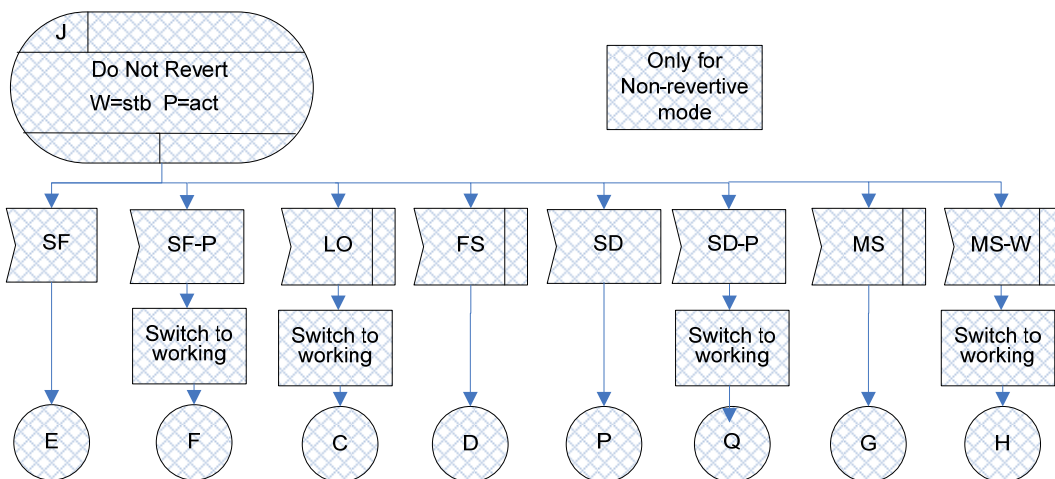 J
Do Not Revert
W=stb P=act
Only for
Non-revertive
mode
SF
SF-P
LO
FS
SD
SD-P
MS
MS-W
Switch to
working
Switch to
working
Switch to
working
Switch to
working
E
F
C
D
P
Q
G
H